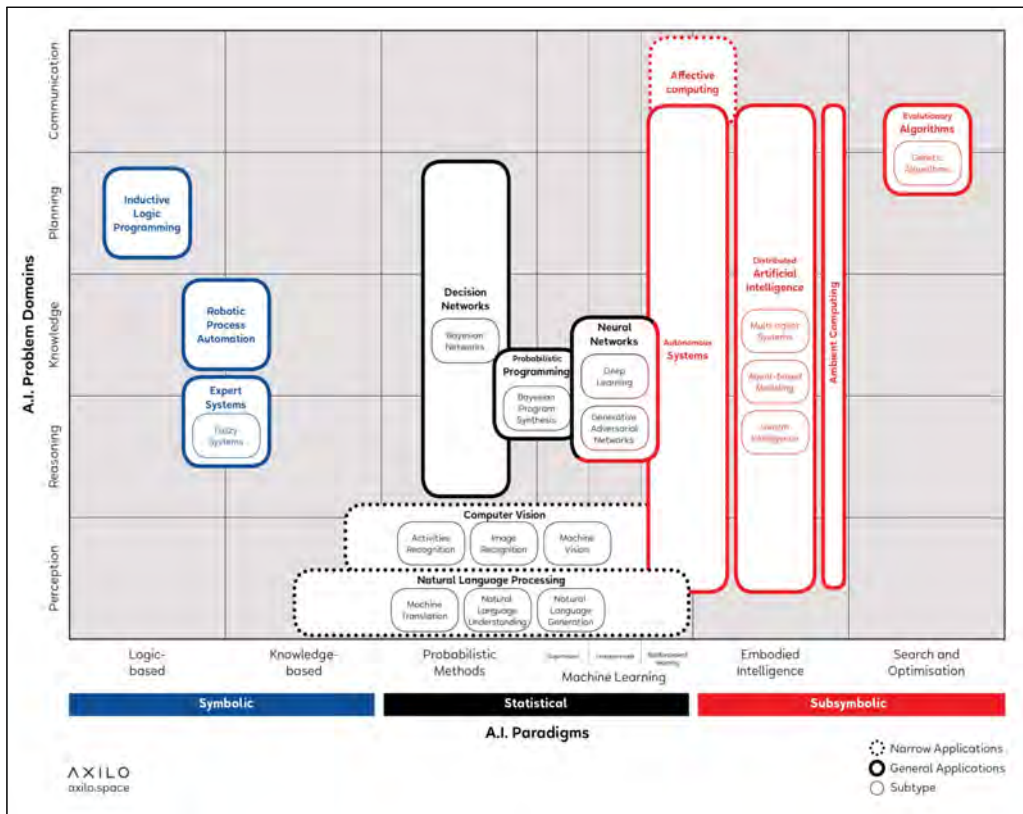 A.I. Problem Domains
Communication
Planning
Knowledge
Reasoning
Perception
Affective
computing
Evolutionary
Algorithms
Genetic
Algorithms
Inductive
Logic
Programming
Robotic
Process
Automation
Expert
Systems
Fuzzy
Systems
Decision
Networks
Bayesian
Networks
Probabilistic
Programming
Bayesian
Program
Synthesis
Neural
Networks
Deep
Learning
Generative
Adversarial
Networks
Autonomous
Systems
Distributed
Artificial
Intelligence
Multi-agent
Systems
Agent-based
Modeling
Swarm
Intelligence
Ambient Computing
Computer Vision
Activities
Recognition
Image
Recognition
Machine
Vision
Natural Language Processing
Machine
Translation
Natural
Language
Understanding
Natural
Language
Generation
Logic-
based
Knowledge-
based
Probabilistic
Methods
Machine Learning
Embodied
Intelligence
Search and
Optimisation
Symbolic
Statistical
Subsymbolic
A.I. Paradigms
AXILO
axilo.space
Narrow Applications
General Applications
Subtype